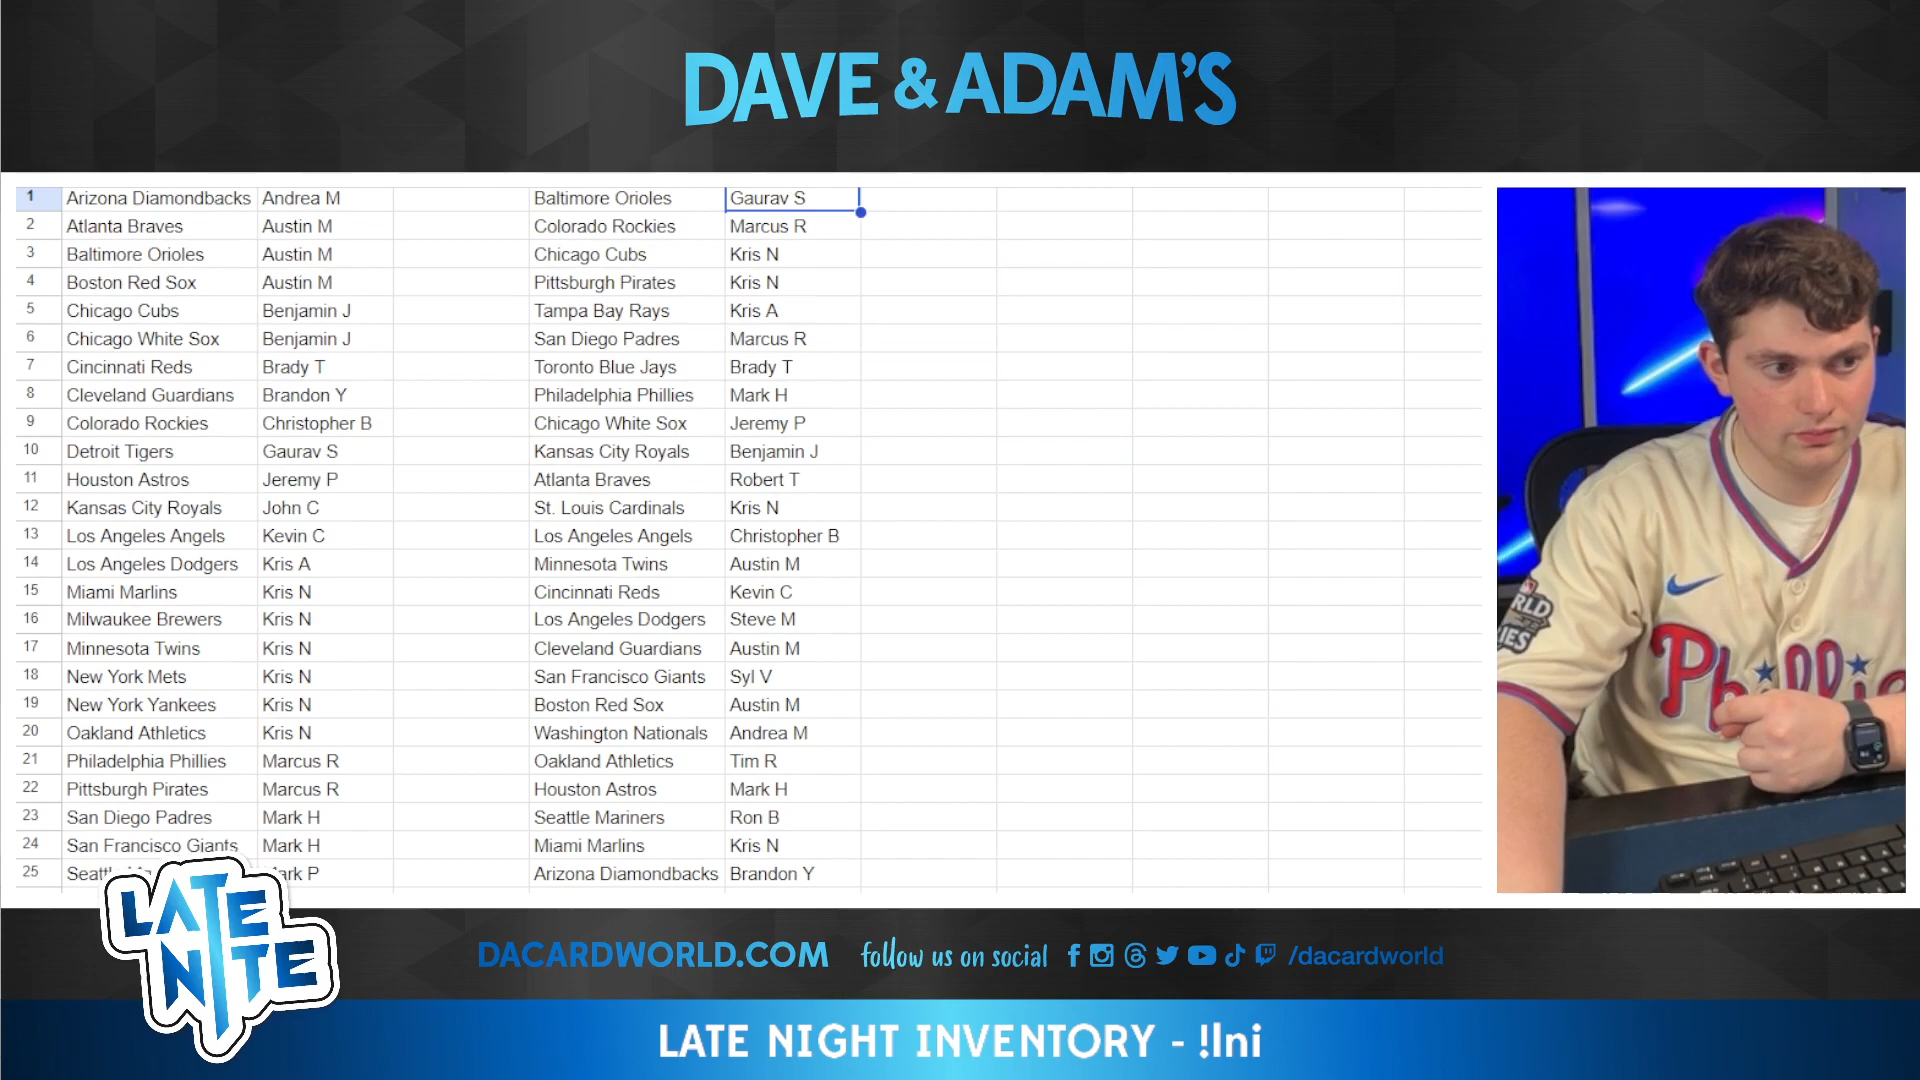 DAVE & ADAM'S
1 Arizona Diamondbacks Andrea M Baltimore Orioles Gaurav S
2 Atlanta Braves Austin M Colorado Rockies Marcus R
3 Baltimore Orioles Austin M Chicago Cubs Kris N
4 Boston Red Sox Austin M Pittsburgh Pirates Kris N
5 Chicago Cubs Benjamin J Tampa Bay Rays Kris A
6 Chicago White Sox Benjamin J San Diego Padres Marcus R
7 Cincinnati Reds Brady T Toronto Blue Jays Brady T
8 Cleveland Guardians Brandon Y Philadelphia Phillies Mark H
9 Colorado Rockies Christopher B Chicago White Sox Jeremy P
10 Detroit Tigers Gaurav S Kansas City Royals Benjamin J
11 Houston Astros Jeremy P Atlanta Braves Robert T
12 Kansas City Royals John C St. Louis Cardinals Kris N
13 Los Angeles Angels Kevin C Los Angeles Angels Christopher B
14 Los Angeles Dodgers Kris A Minnesota Twins Austin M
15 Miami Marlins Kris N Cincinnati Reds Kevin C
16 Milwaukee Brewers Kris N Los Angeles Dodgers Steve M
17 Minnesota Twins Kris N Cleveland Guardians Austin M
18 New York Mets Kris N San Francisco Giants Syl V
19 New York Yankees Kris N Boston Red Sox Austin M
20 Oakland Athletics Kris N Washington Nationals Andrea M
21 Philadelphia Phillies Marcus R Oakland Athletics Tim R
22 Pittsburgh Pirates Marcus R Houston Astros Mark H
23 San Diego Padres Mark H Seattle Mariners Ron B
24 San Francisco Giants Mark H Miami Marlins Kris N
25 P Arizona Diamondbacks Brandon Y
Phillies
LATE
NITE
DACARDWORLD.COM follow us on social /dacardworld
LATE NIGHT INVENTORY - !lni